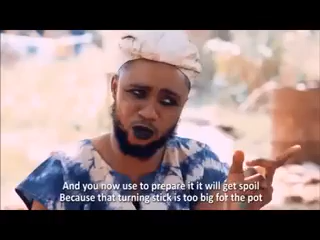 And you now use to prepare it it will get spoil
Because that turning stick is too big for the pot